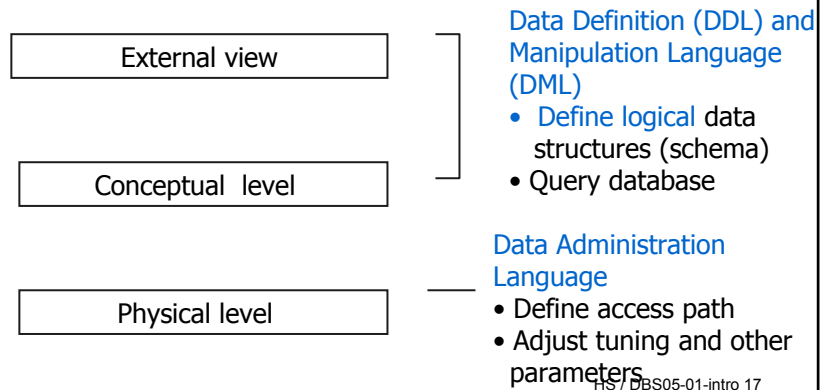 External view
Conceptual level
Physical level
Data Definition (DDL) and
Manipulation Language
(DML)
• Define logical data
structures (schema)
• Query database
Data Administration
Language
• Define access path
• Adjust tuning and other
parameters
HS / DBS05-01-intro 17